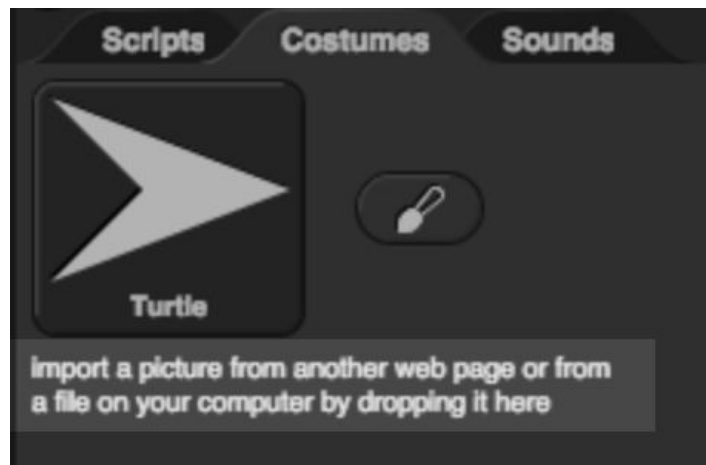 Scripts Costumes Sounds
Turtle
import a picture from another web page or from
a file on your computer by dropping it here